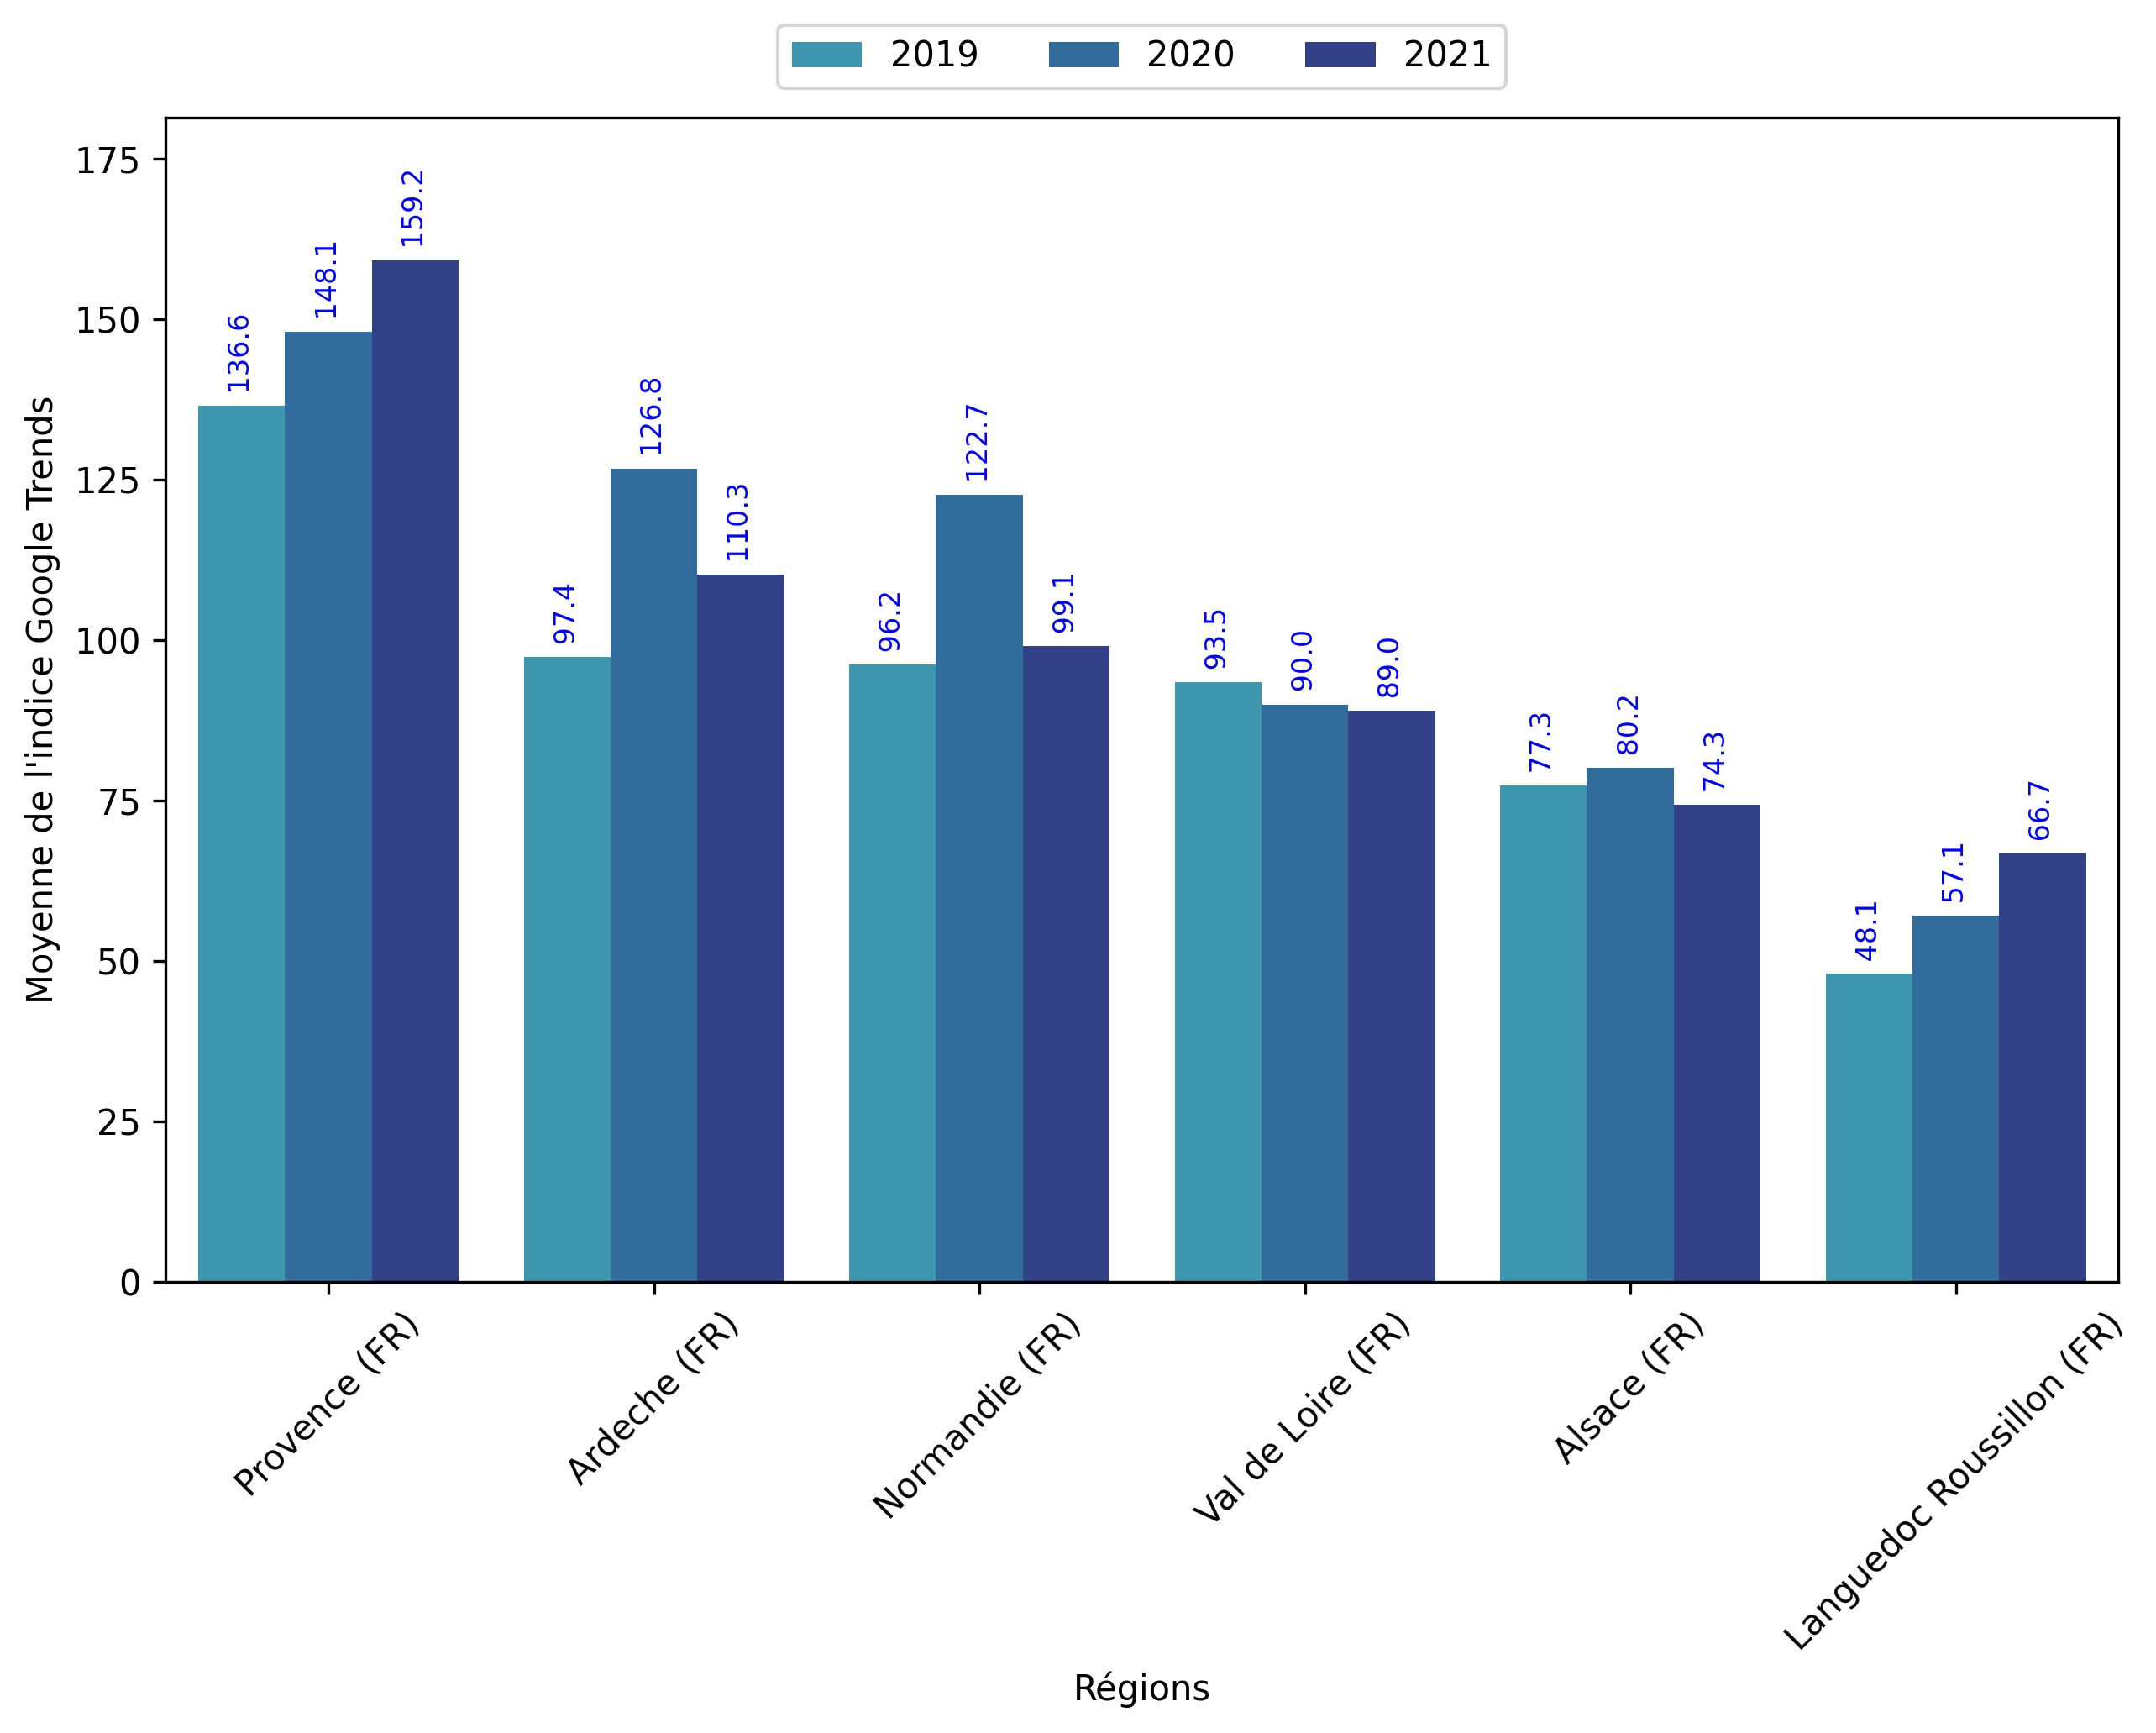 2019 2020 2021
Moyenne de l'indice Google Trends
175
150
125
100
75
50
25
0
136.6 148.1 159.2
97.4 126.8 110.3
96.2 122.7 99.1
93.5 90.0 89.0
77.3 80.2 74.3
48.1 57.1 66.7
Provence (FR)
Ardeche (FR)
Normandie (FR)
Val de Loire (FR)
Alsace (FR)
Languedoc Roussillon (FR)
Régions